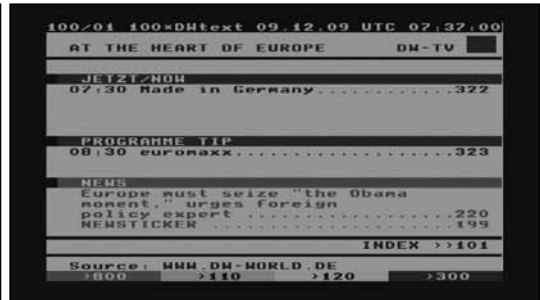 100/01 100×DWtext 09.12.09 UTC 07:37:00
AT THE HEART OF EUROPE DW-TV
JETZT/NOW
07:30 Made in Germany............322
PROGRAMME TIP
08:30 euromaxx...................323
NEWS
Europe must seize "the Obama
moment," urges foreign
policy expert ...................220
NEWSTICKER ......................199
INDEX >>101
Source: WWW.DW-WORLD.DE
>800 >110 >120 >300